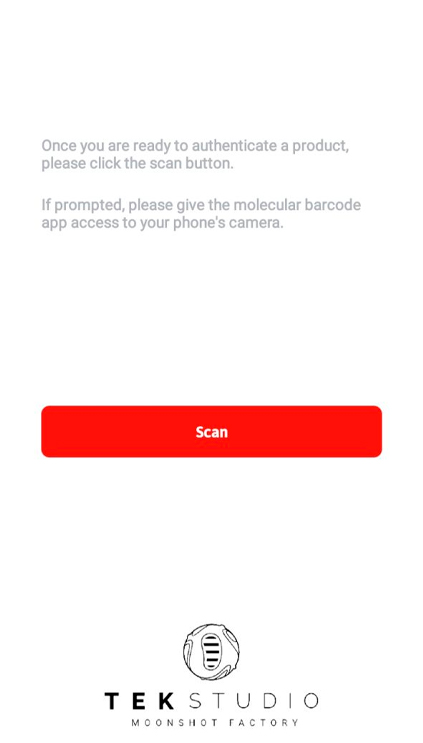 Once you are ready to authenticate a product,
please click the scan button.
If prompted, please give the molecular barcode
app access to your phone's camera.
Scan
TEK STUDIO
MOONSHOT FACTORY